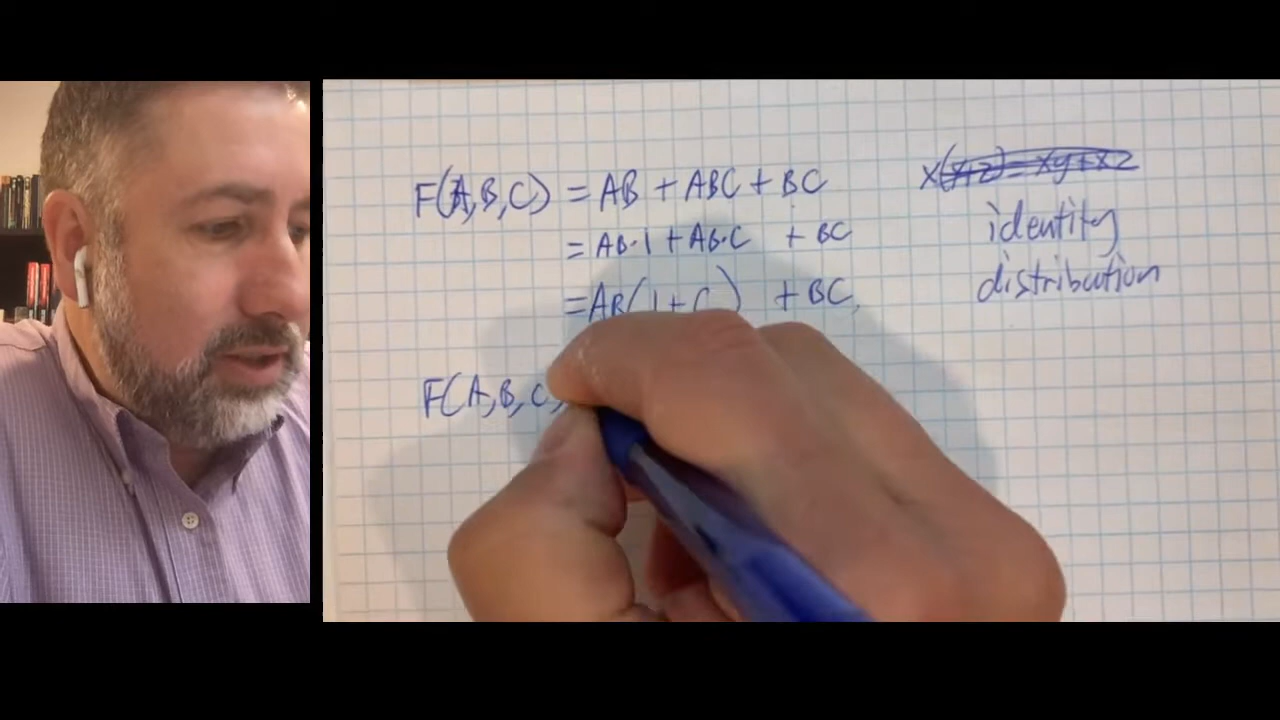 F(A,B,C) = AB + ABC + BC
= AB·1 + AB·C + BC
= AB(1+C) + BC
F(A,B,C
x(y+z) = xy+xz
identity
distribution